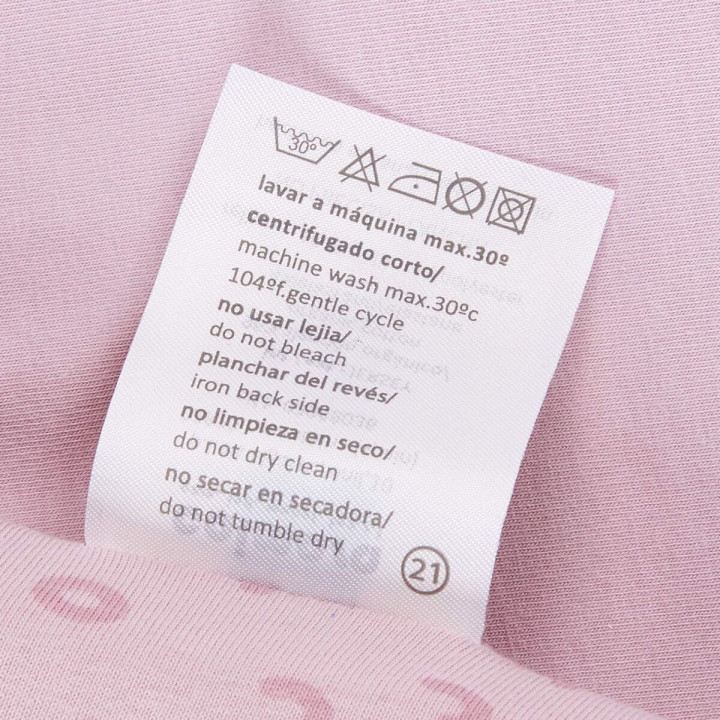 30º
lavar a máquina max.30º
centrifugado corto/
machine wash max.30ºc
104ºf.gentle cycle
no usar lejia/
do not bleach
planchar del revés/
iron back side
no limpieza en seco/
do not dry clean
no secar en secadora/
do not tumble dry
21